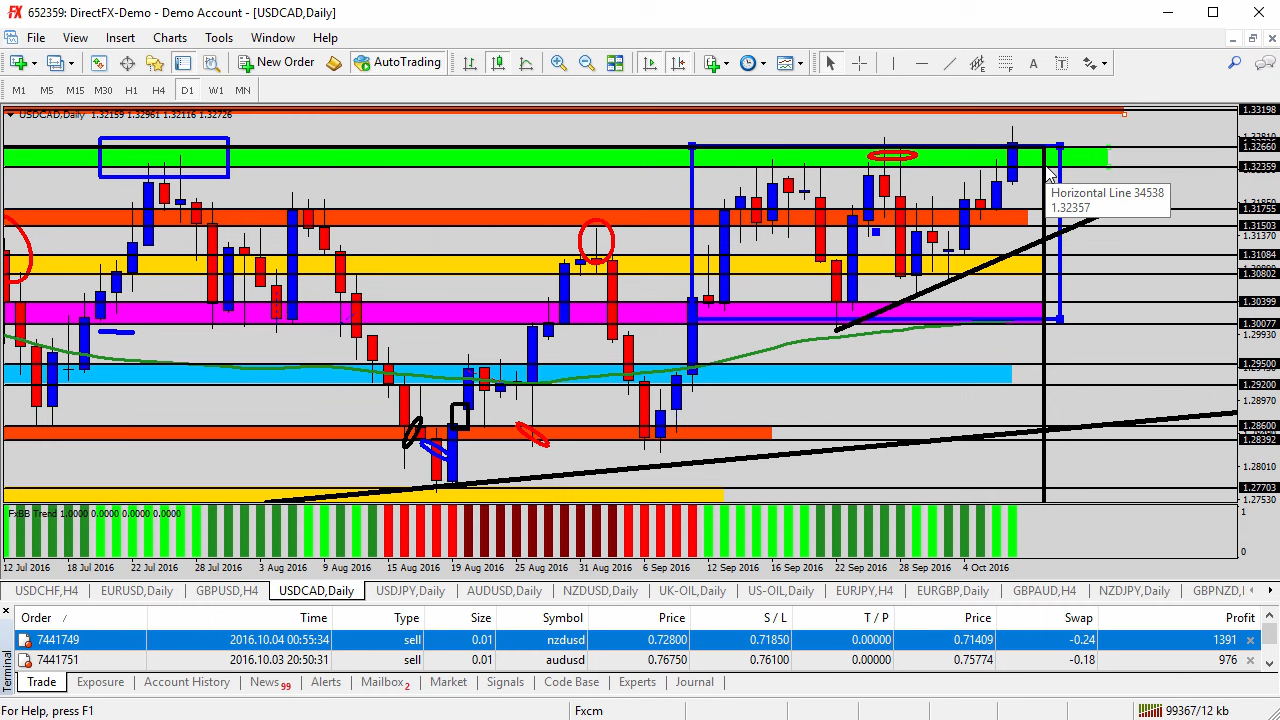 652359: DirectFX-Demo - Demo Account - [USDCAD,Daily]
File View Insert Charts Tools Window Help
New Order AutoTrading
M1 M5 M15 M30 H1 H4 D1 W1 MN
USDCAD,Daily 1.32159 1.32961 1.32116 1.32726
1.33198
1.32660
1.32359
Horizontal Line 34538
1.32357
1.31755
1.31503
1.31370
1.31084
1.30802
1.30399
1.30077
1.29930
1.29500
1.29200
1.28970
1.28600
1.28392
1.28010
1.27703
1.27530
FxBB Trend 1.0000 0.0000 0.0000 0.0000
1
0
12 Jul 2016 18 Jul 2016 22 Jul 2016 28 Jul 2016 3 Aug 2016 9 Aug 2016 15 Aug 2016 19 Aug 2016 25 Aug 2016 31 Aug 2016 6 Sep 2016 12 Sep 2016 16 Sep 2016 22 Sep 2016 28 Sep 2016 4 Oct 2016
USDCHF,H4 EURUSD,Daily GBPUSD,H4 USDCAD,Daily USDJPY,Daily AUDUSD,Daily NZDUSD,Daily UK-OIL,Daily US-OIL,Daily EURJPY,H4 EURGBP,Daily GBPAUD,H4 NZDJPY,Daily GBPNZD,I
Order / Time Type Size Symbol Price S / L T / P Price Swap Profit
7441749 2016.10.04 00:55:34 sell 0.01 nzdusd 0.72800 0.71850 0.00000 0.71409 -0.24 1391
7441751 2016.10.03 20:50:31 sell 0.01 audusd 0.76750 0.76100 0.00000 0.75774 -0.18 976
Terminal
Trade Exposure Account History News 99 Alerts Mailbox 2 Market Signals Code Base Experts Journal
For Help, press F1 Fxcm 99367/12 kb